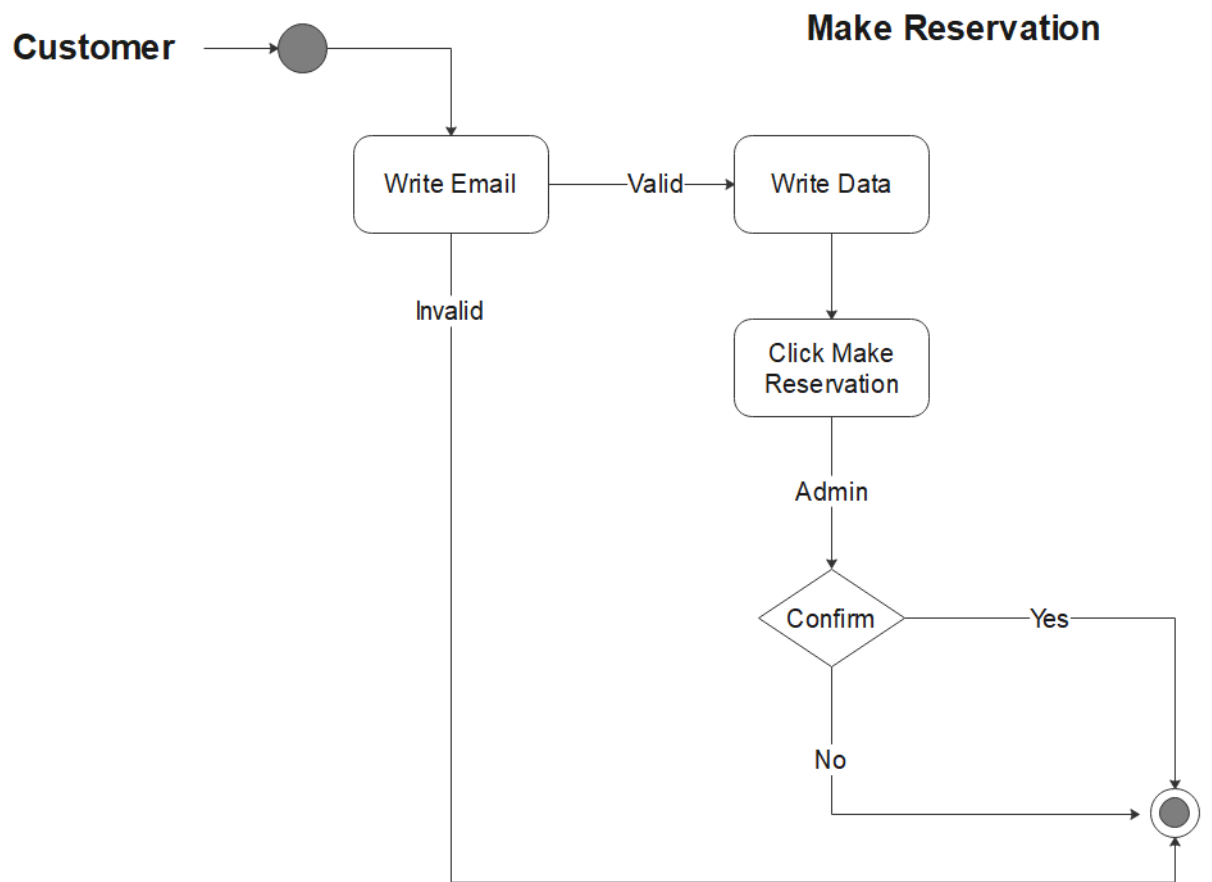 Make Reservation
Customer
Write Email
Valid
Write Data
Invalid
Click Make
Reservation
Admin
Confirm
Yes
No